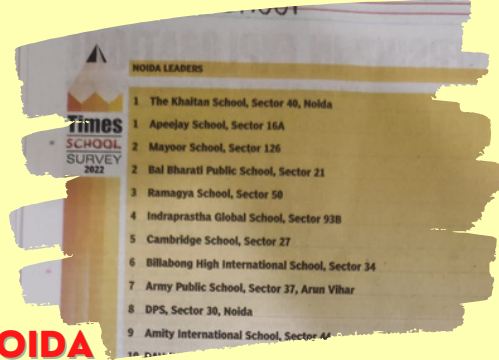 NOIDA LEADERS
1 The Khaitan School, Sector 40, Noida
1 Apeejay School, Sector 16A
2 Mayoor School, Sector 126
2 Bal Bharati Public School, Sector 21
3 Ramagya School, Sector 50
4 Indraprastha Global School, Sector 93B
5 Cambridge School, Sector 27
6 Billabong High International School, Sector 34
7 Army Public School, Sector 37, Arun Vihar
8 DPS, Sector 30, Noida
9 Amity International School, Sector 44
10
Times
SCHOOL
SURVEY
2022
OIDA